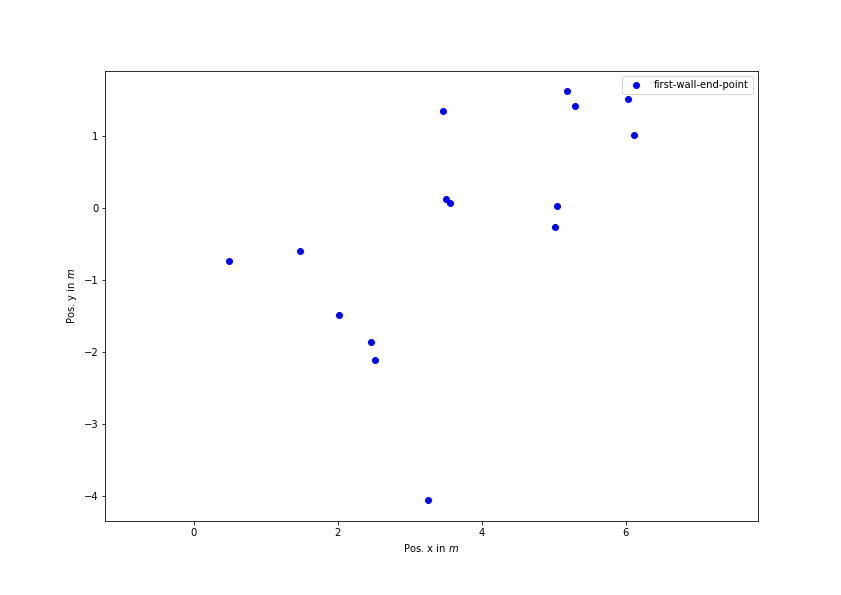 first-wall-end-point
1
0
−1
−2
−3
−4
Pos. y in m
0 2 4 6
Pos. x in m